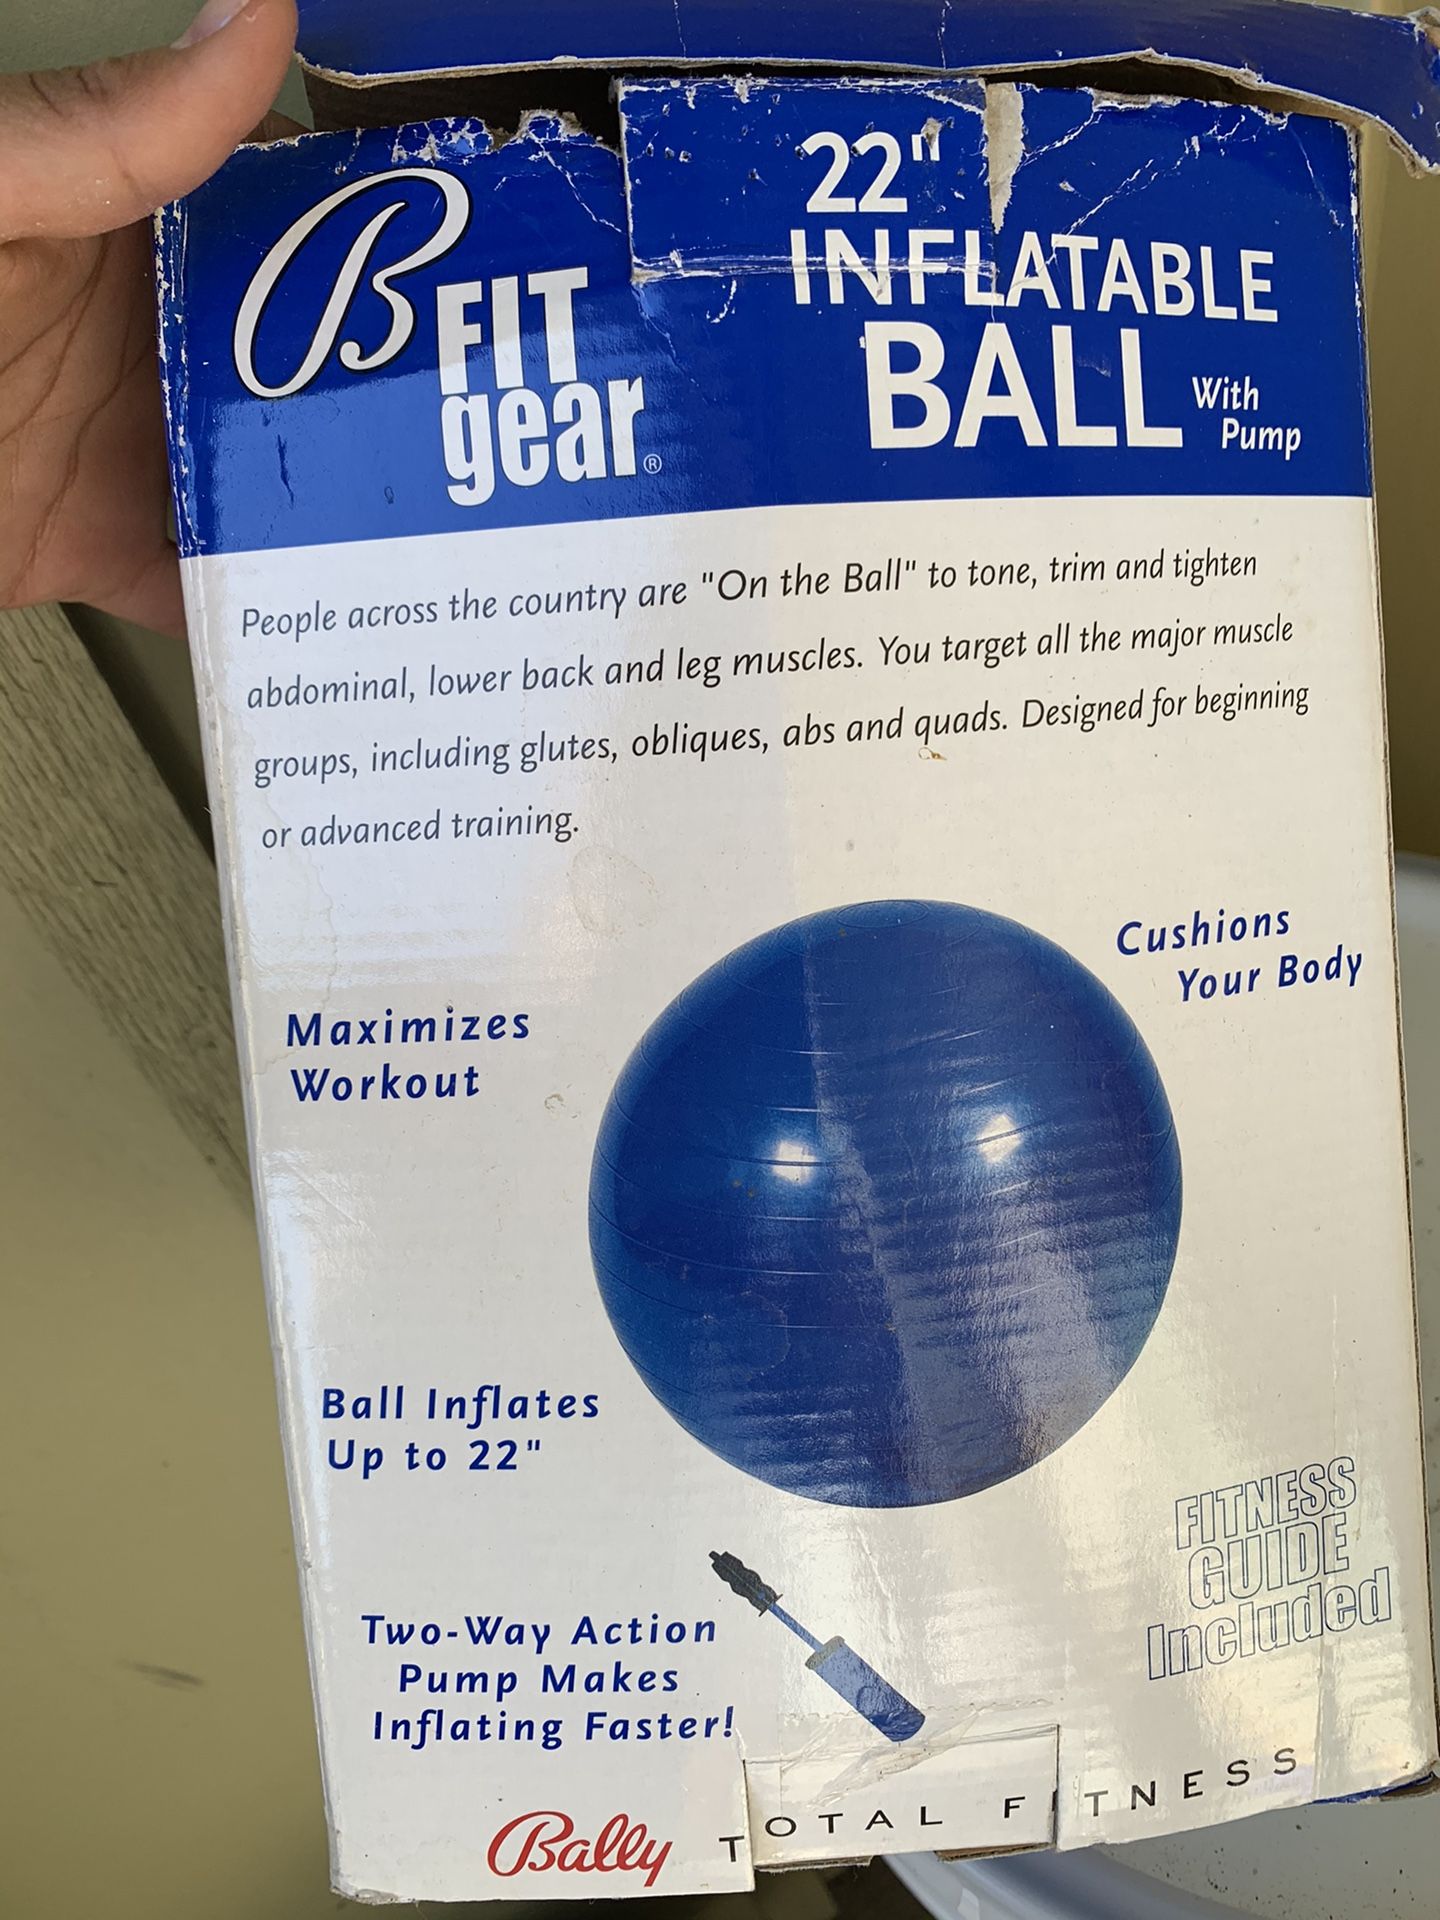 B FIT
gear®
22"
INFLATABLE
BALL With
Pump
People across the country are "On the Ball" to tone, trim and tighten
abdominal, lower back and leg muscles. You target all the major muscle
groups, including glutes, obliques, abs and quads. Designed for beginning
or advanced training.
Cushions
Your Body
Maximizes
Workout
Ball Inflates
Up to 22"
Two-Way Action
Pump Makes
Inflating Faster!
FITNESS
GUIDE
Included
Bally TOTAL FITNESS